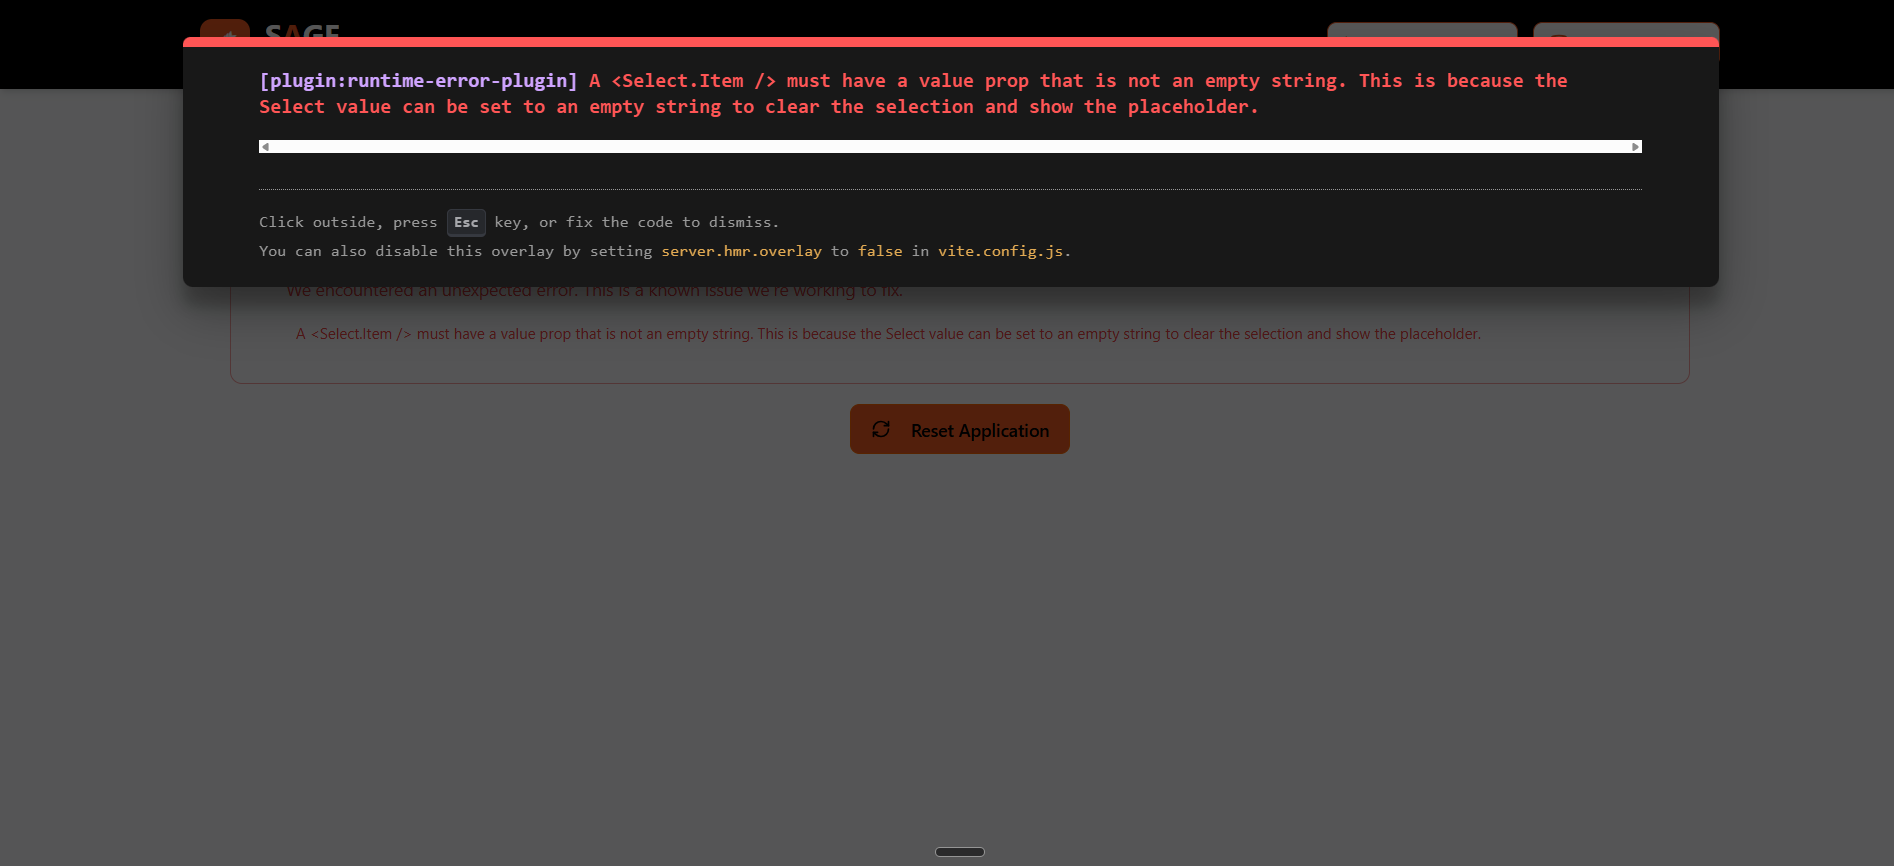 SAGE
[plugin:runtime-error-plugin] A <Select.Item /> must have a value prop that is not an empty string. This is because the
Select value can be set to an empty string to clear the selection and show the placeholder.
Click outside, press Esc key, or fix the code to dismiss.
You can also disable this overlay by setting server.hmr.overlay to false in vite.config.js.
We encountered an unexpected error. This is a known issue we're working to fix.
A <Select.Item /> must have a value prop that is not an empty string. This is because the Select value can be set to an empty string to clear the selection and show the placeholder.
Reset Application